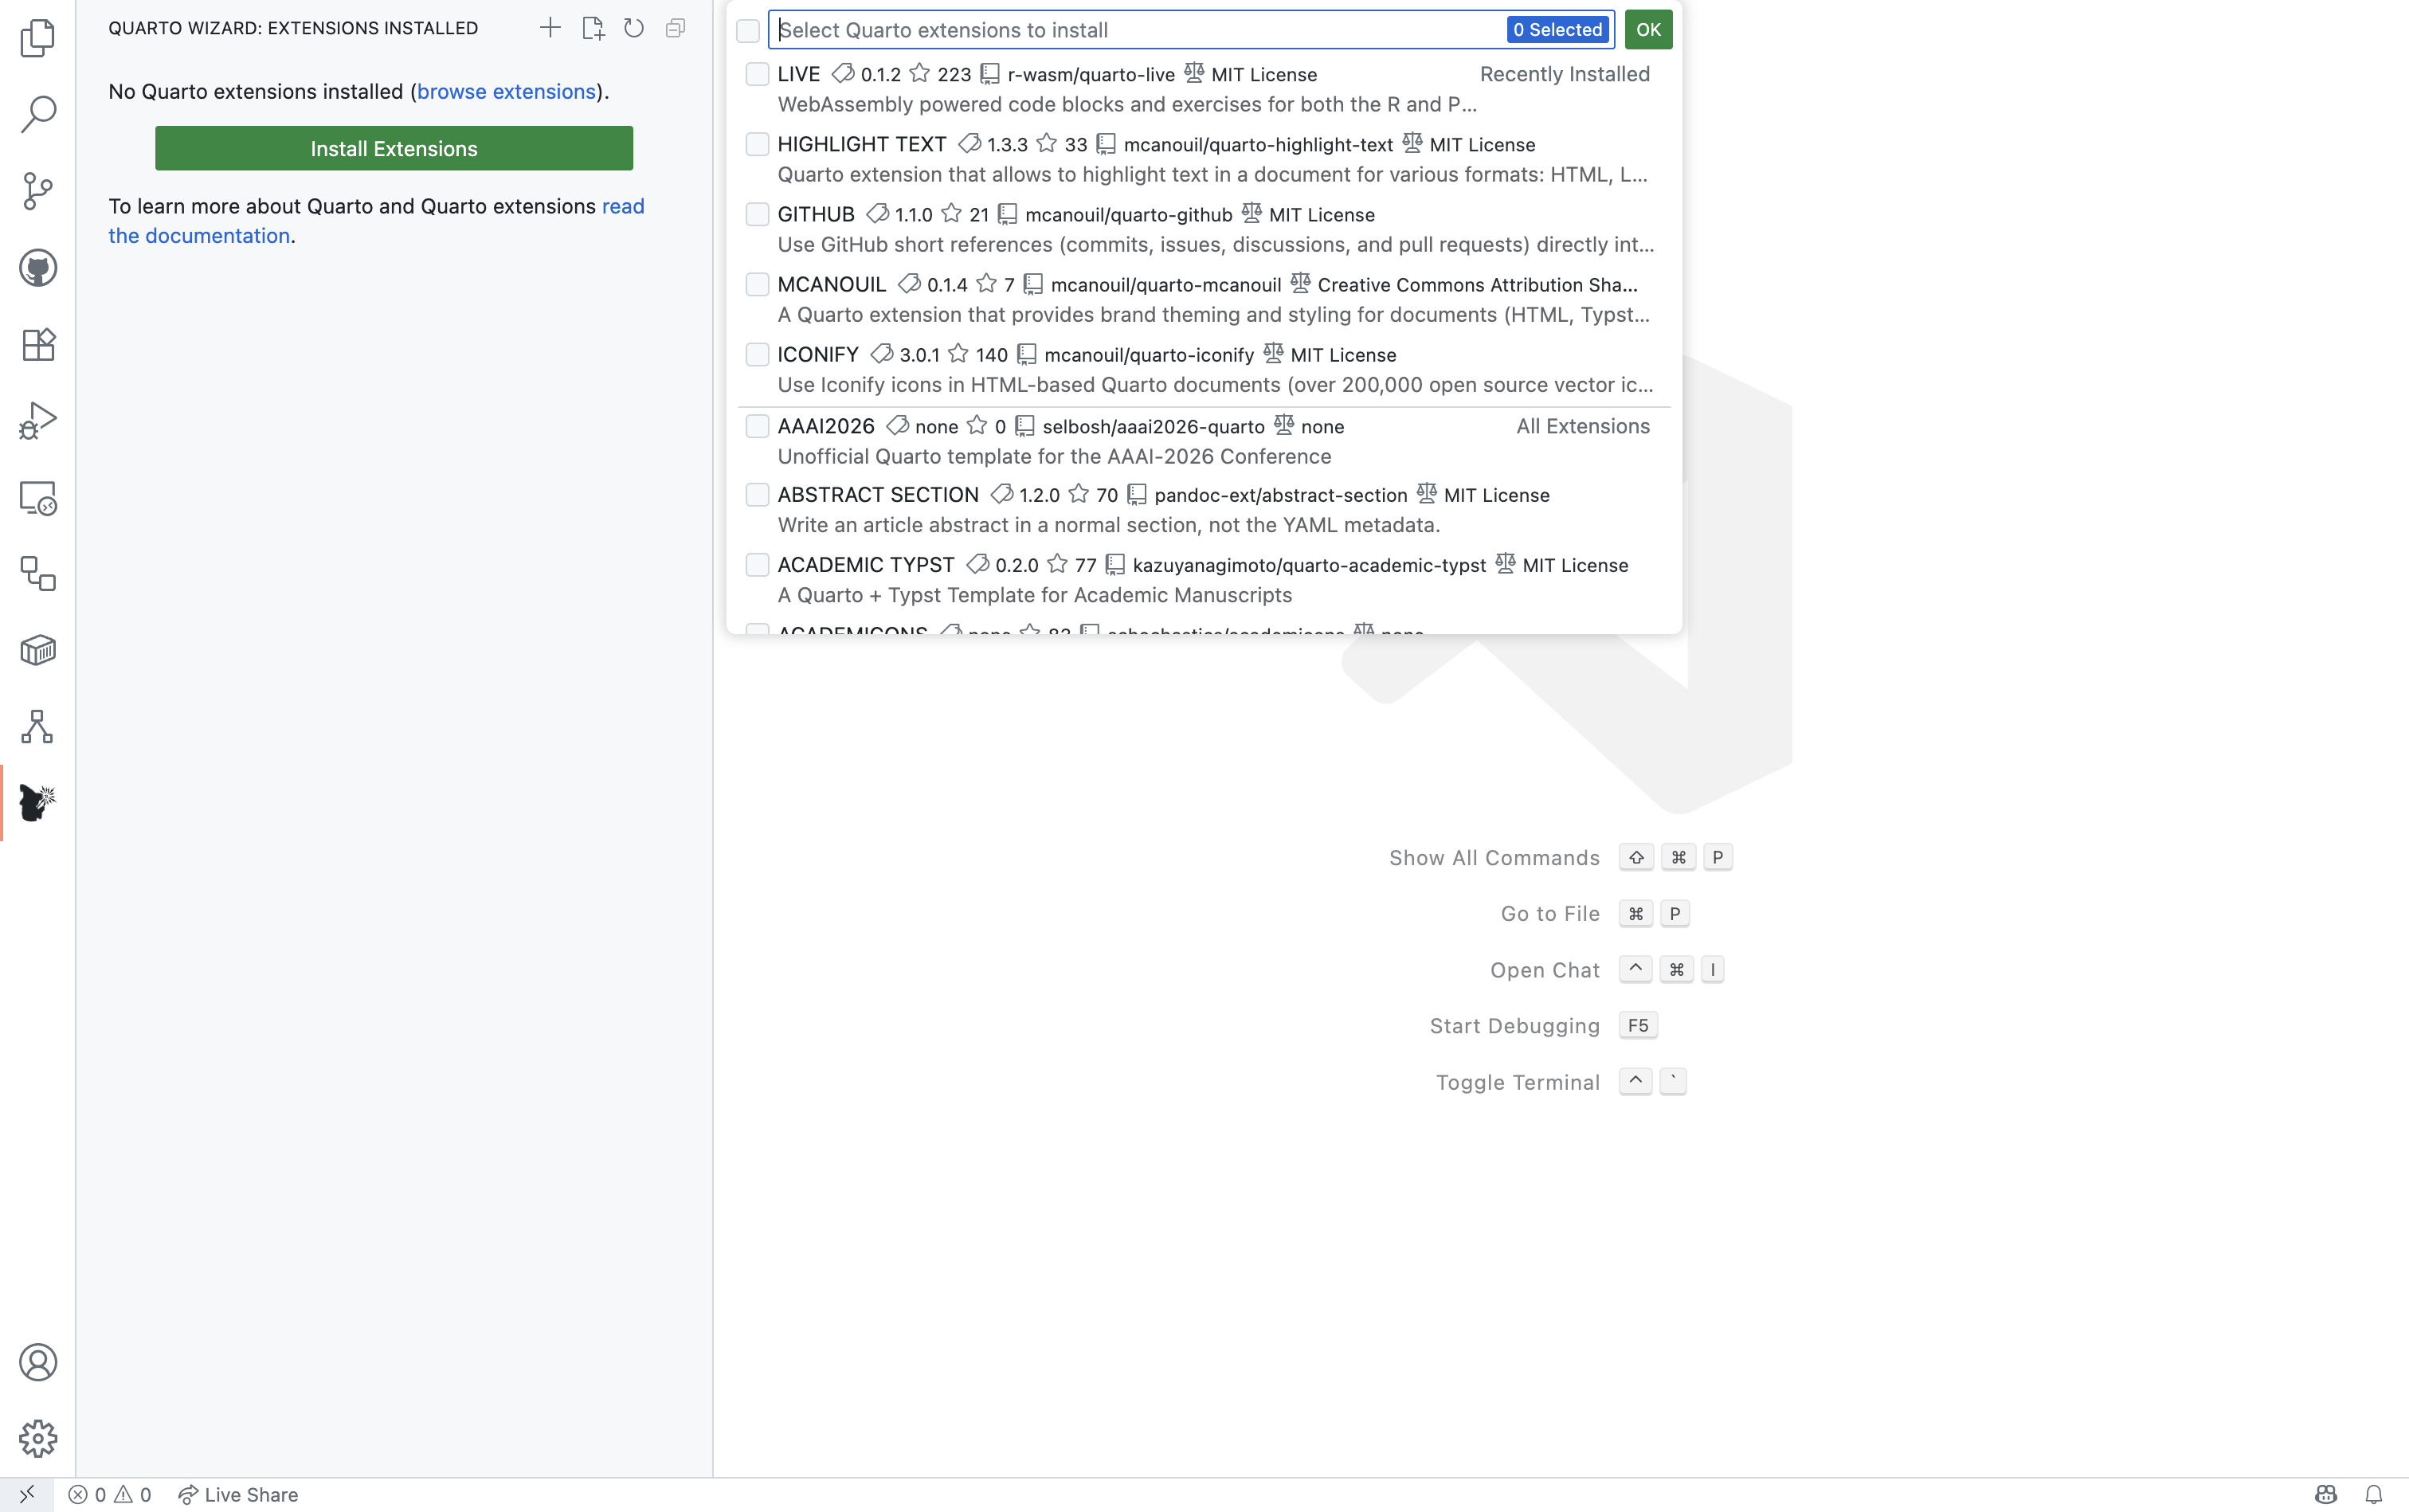 QUARTO WIZARD: EXTENSIONS INSTALLED
No Quarto extensions installed (browse extensions).
Install Extensions
To learn more about Quarto and Quarto extensions read
the documentation.
Select Quarto extensions to install 0 Selected OK
LIVE 0.1.2 223 r-wasm/quarto-live MIT License Recently Installed
WebAssembly powered code blocks and exercises for both the R and P...
HIGHLIGHT TEXT 1.3.3 33 mcanouil/quarto-highlight-text MIT License
Quarto extension that allows to highlight text in a document for various formats: HTML, L...
GITHUB 1.1.0 21 mcanouil/quarto-github MIT License
Use GitHub short references (commits, issues, discussions, and pull requests) directly int...
MCANOUIL 0.1.4 7 mcanouil/quarto-mcanouil Creative Commons Attribution Sha...
A Quarto extension that provides brand theming and styling for documents (HTML, Typst...
ICONIFY 3.0.1 140 mcanouil/quarto-iconify MIT License
Use Iconify icons in HTML-based Quarto documents (over 200,000 open source vector ic...
AAAI2026 none 0 selbosh/aaai2026-quarto none All Extensions
Unofficial Quarto template for the AAAI-2026 Conference
ABSTRACT SECTION 1.2.0 70 pandoc-ext/abstract-section MIT License
Write an article abstract in a normal section, not the YAML metadata.
ACADEMIC TYPST 0.2.0 77 kazuyanagimoto/quarto-academic-typst MIT License
A Quarto + Typst Template for Academic Manuscripts
ACADEMICONS none 83 schochastics/academicons none
Show All Commands ⇧ ⌘ P
Go to File ⌘ P
Open Chat ^ ⌘ I
Start Debugging F5
Toggle Terminal ^ `
0 0 Live Share